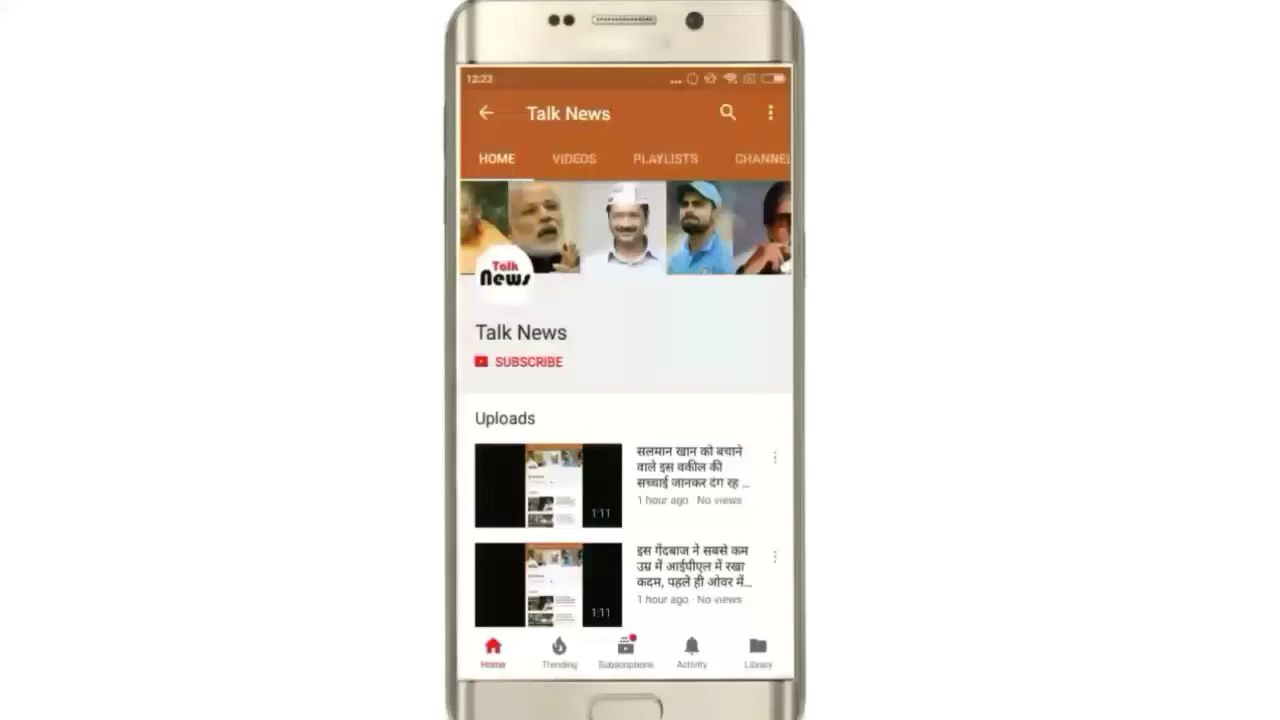 12:23
Talk News
HOME VIDEOS PLAYLISTS CHANNEL
Talk
News
Talk News
SUBSCRIBE
Uploads
सलमान खान को बचाने
वाले इस वकील की
सच्चाई जानकर दंग रह ...
1 hour ago · No views
1:11
इस गेंदबाज ने सबसे कम
उम्र में आईपीएल में रखा
कदम, पहले ही ओवर में...
1 hour ago · No views
1:11
Home Trending Subscriptions Activity Library